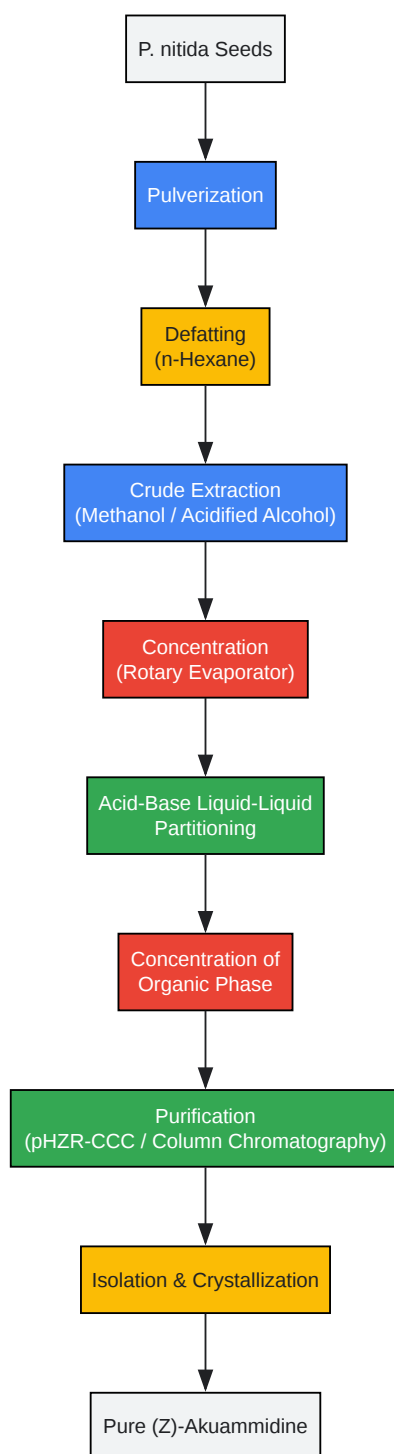 P. nitida Seeds
Pulverization
Defatting
(n-Hexane)
Crude Extraction
(Methanol / Acidified Alcohol)
Concentration
(Rotary Evaporator)
Acid-Base Liquid-Liquid
Partitioning
Concentration of
Organic Phase
Purification
(pHZR-CCC / Column Chromatography)
Isolation & Crystallization
Pure (Z)-Akuammidine